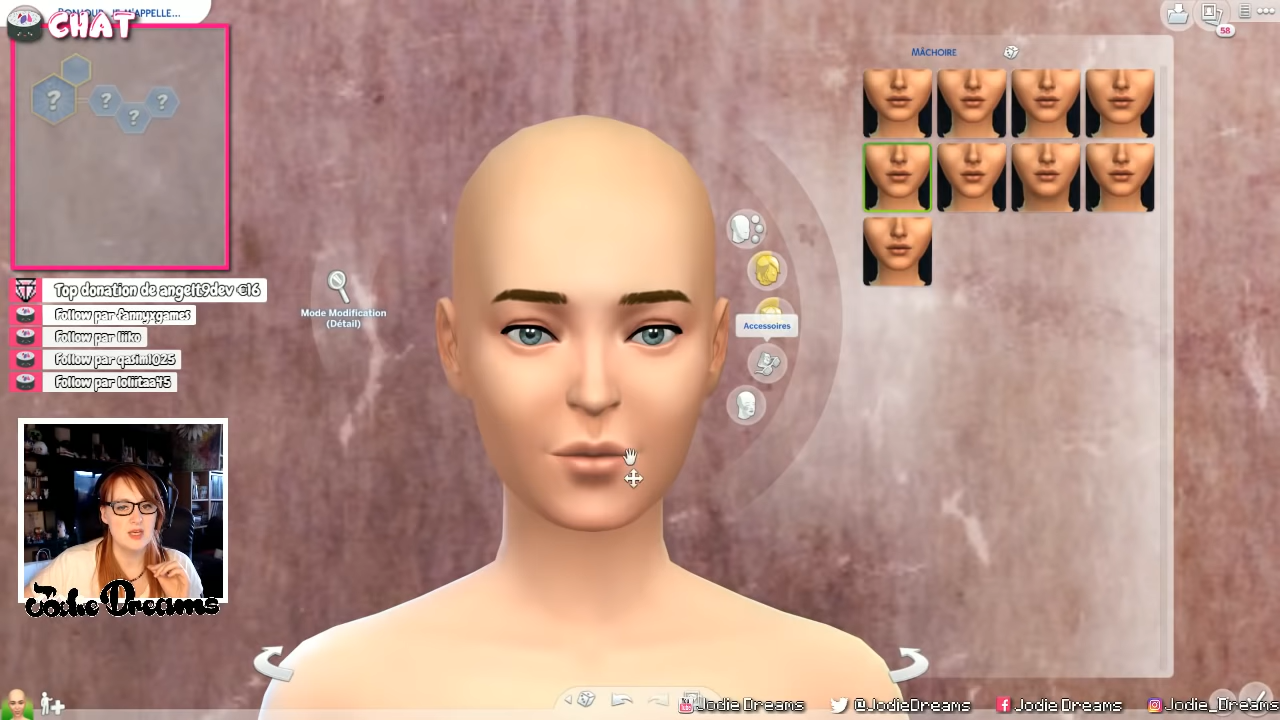 BONJOUR, JE M'APPELLE...
CHAT
58
MÂCHOIRE
? ? ? ?
Top donation de angett9dev €16
Follow par fannyxgames
Follow par liiko
Follow par qasim1025
Follow par loliitaa45
Mode Modification
(Détail)
Accessoires
Jodie Dreams
Jodie Dreams
@JodieDreams
Jodie Dreams
Jodie_Dreams